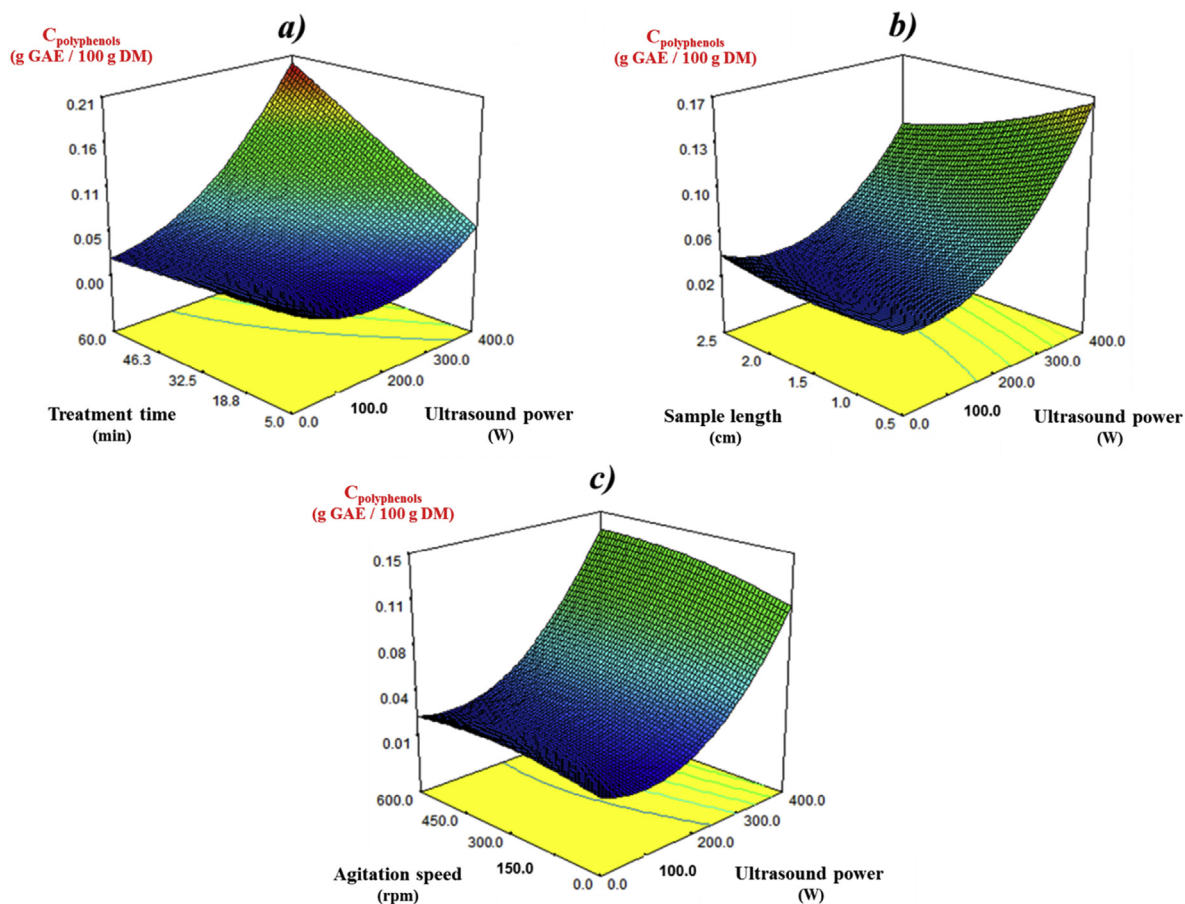 a)
C polyphenols
(g GAE / 100 g DM)
0.21
0.16
0.11
0.05
0.00
60.0
46.3
32.5
18.8
5.0
0.0
100.0
200.0
300.0
400.0
Treatment time
(min)
Ultrasound power
(W)
b)
C polyphenols
(g GAE / 100 g DM)
0.17
0.13
0.10
0.06
0.02
2.5
2.0
1.5
1.0
0.5
0.0
100.0
200.0
300.0
400.0
Sample length
(cm)
Ultrasound power
(W)
c)
C polyphenols
(g GAE / 100 g DM)
0.15
0.11
0.08
0.04
0.01
600.0
450.0
300.0
150.0
0.0
0.0
100.0
200.0
300.0
400.0
Agitation speed
(rpm)
Ultrasound power
(W)